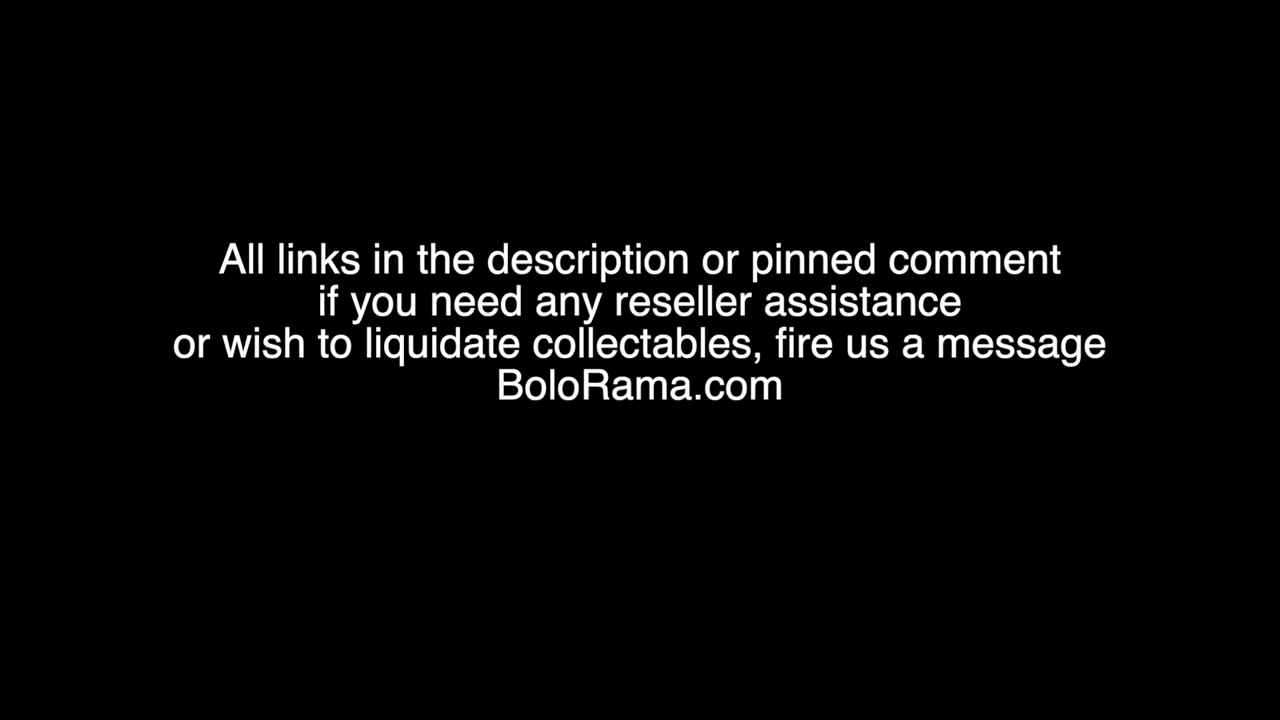 All links in the description or pinned comment
if you need any reseller assistance
or wish to liquidate collectables, fire us a message
BoloRama.com